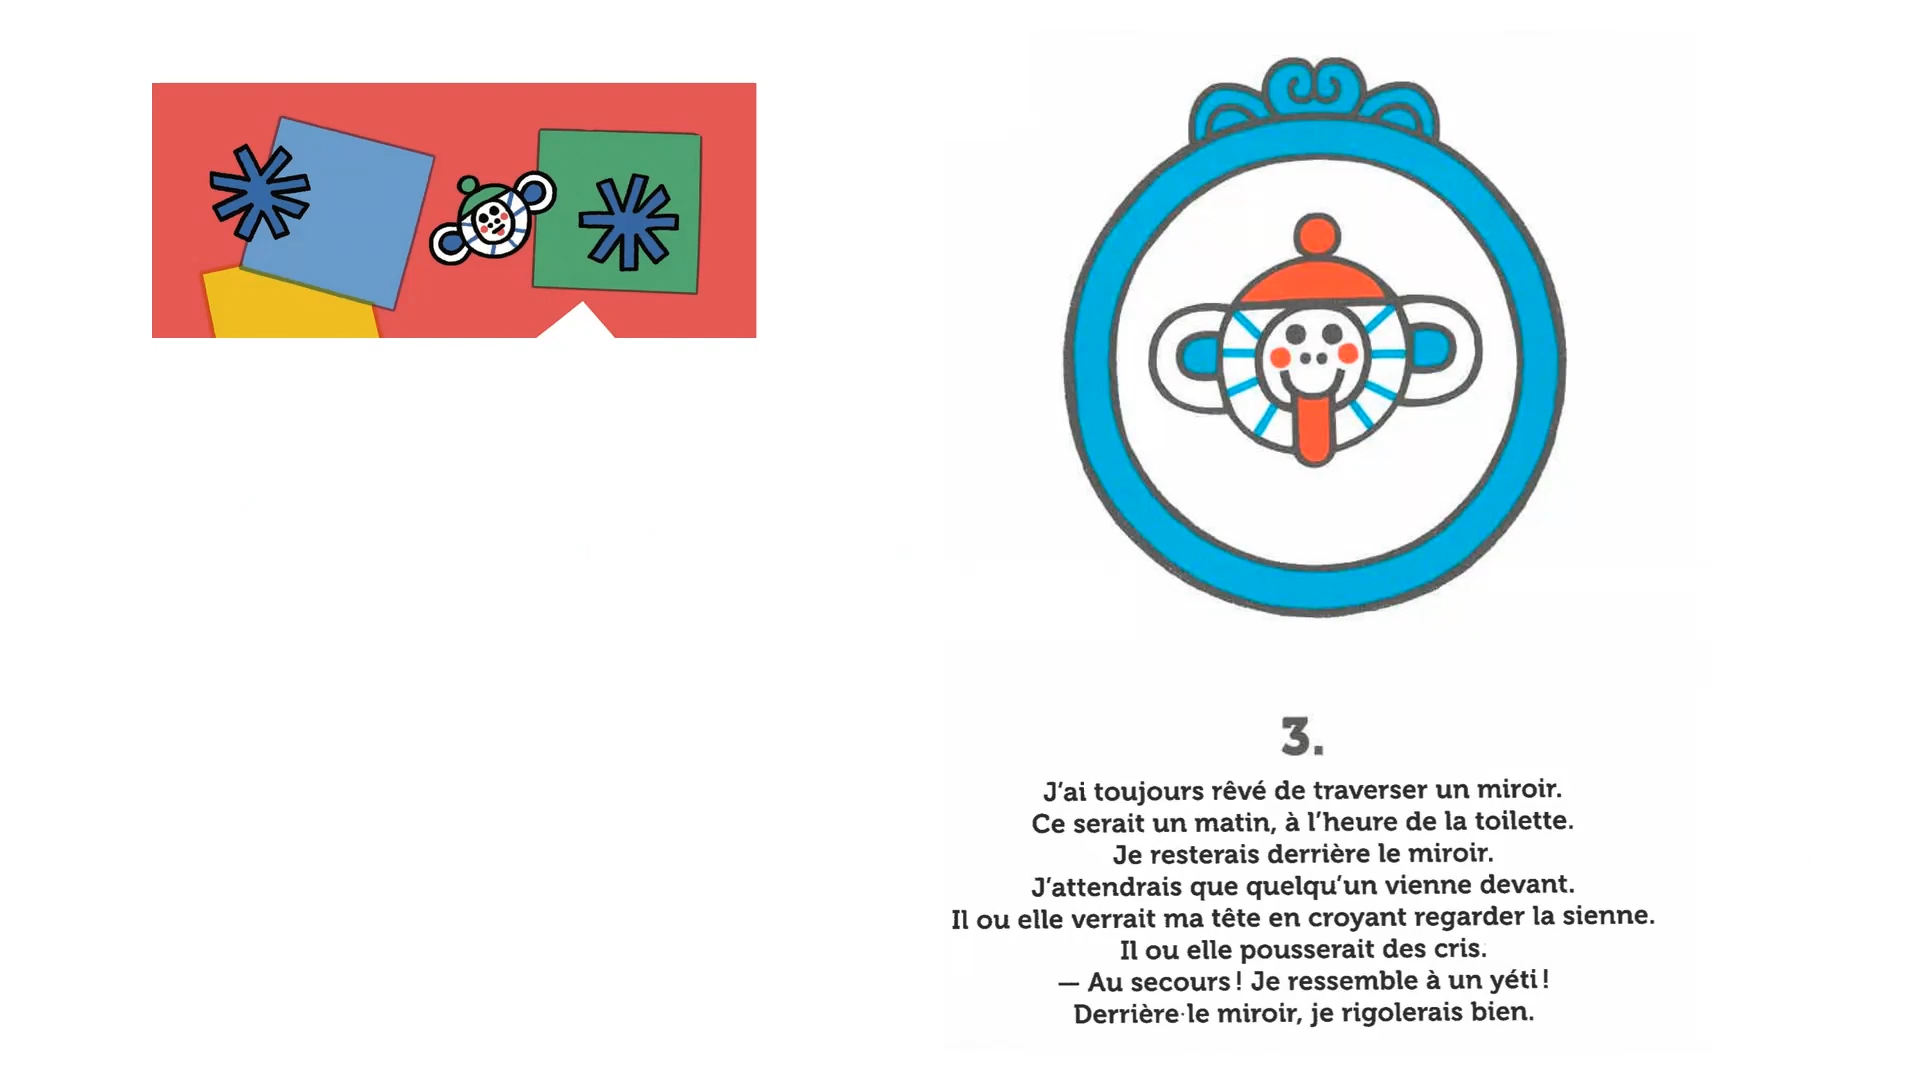 3.
J’ai toujours rêvé de traverser un miroir.
Ce serait un matin, à l’heure de la toilette.
Je resterais derrière le miroir.
J’attendrais que quelqu’un vienne devant.
Il ou elle verrait ma tête en croyant regarder la sienne.
Il ou elle pousserait des cris.
— Au secours ! Je ressemble à un yéti !
Derrière le miroir, je rigolerais bien.